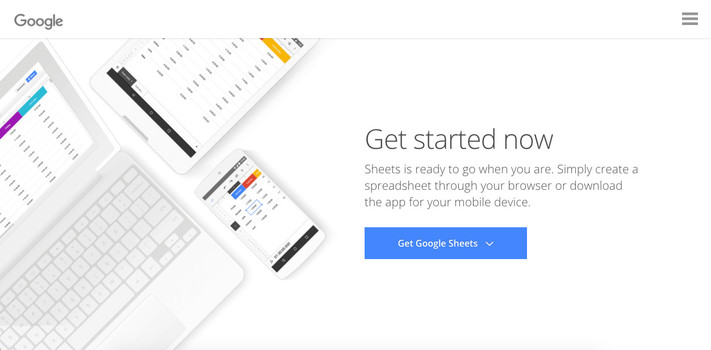 Google
Get started now
Sheets is ready to go when you are. Simply create a
spreadsheet through your browser or download
the app for your mobile device.
Get Google Sheets